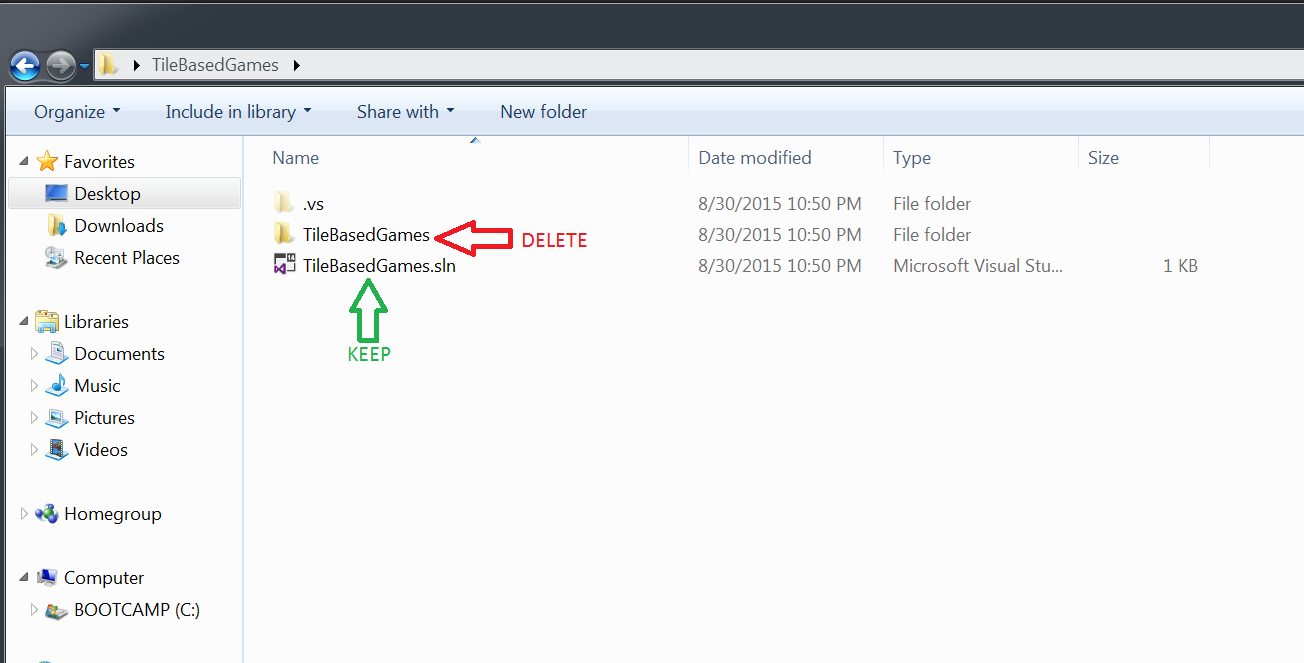 TileBasedGames
Organize
Include in library
Share with
New folder
Favorites
Desktop
Downloads
Recent Places
Libraries
Documents
Music
Pictures
Videos
Homegroup
Computer
BOOTCAMP (C:)
Name Date modified Type Size
.vs 8/30/2015 10:50 PM File folder
TileBasedGames DELETE 8/30/2015 10:50 PM File folder
TileBasedGames.sln 8/30/2015 10:50 PM Microsoft Visual Stu... 1 KB
KEEP